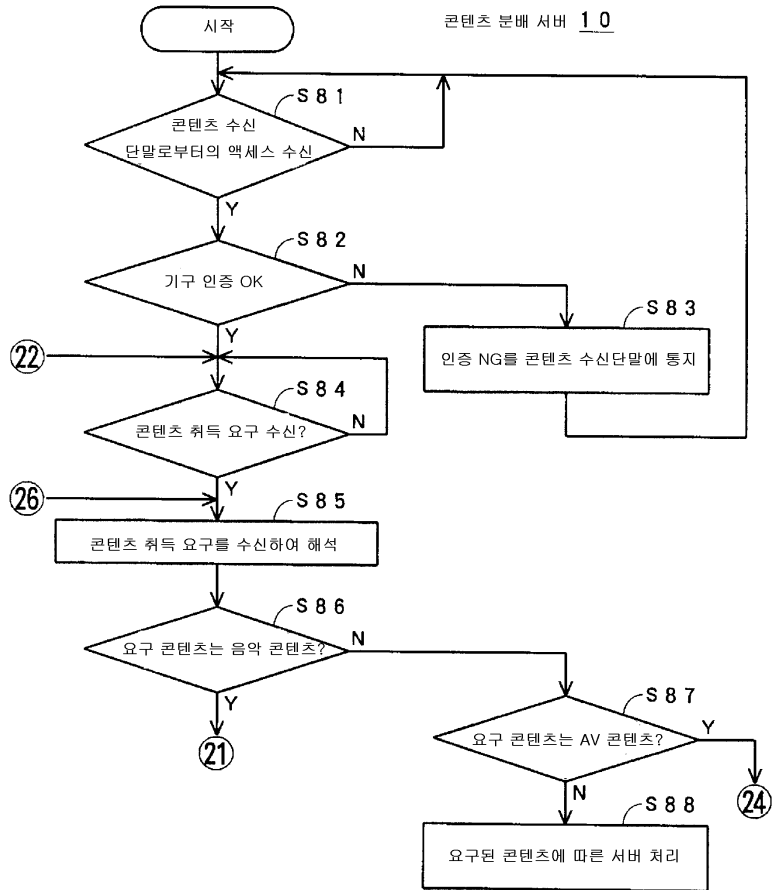 시작
콘텐츠 분배 서버 10
S81
콘텐츠 수신
단말로부터의 액세스 수신
N
Y
S82
기구 인증 OK
N
Y
S83
인증 NG를 콘텐츠 수신단말에 통지
22
S84
콘텐츠 취득 요구 수신?
N
Y
26
S85
콘텐츠 취득 요구를 수신하여 해석
S86
요구 콘텐츠는 음악 콘텐츠?
N
Y
21
S87
요구 콘텐츠는 AV 콘텐츠?
Y
N
24
S88
요구된 콘텐츠에 따른 서버 처리